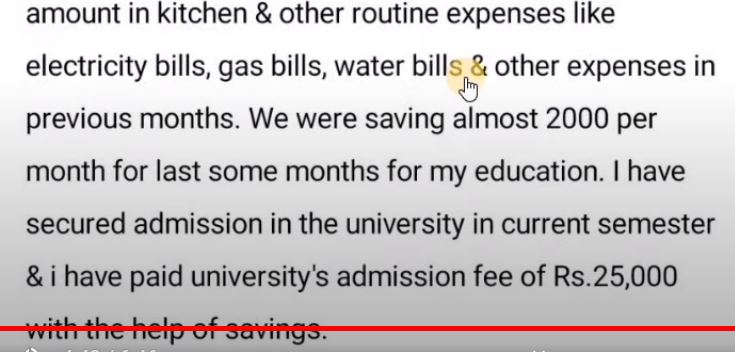 amount in kitchen & other routine expenses like
electricity bills, gas bills, water bills & other expenses in
previous months. We were saving almost 2000 per
month for last some months for my education. I have
secured admission in the university in current semester
& i have paid university's admission fee of Rs.25,000
with the help of savings.